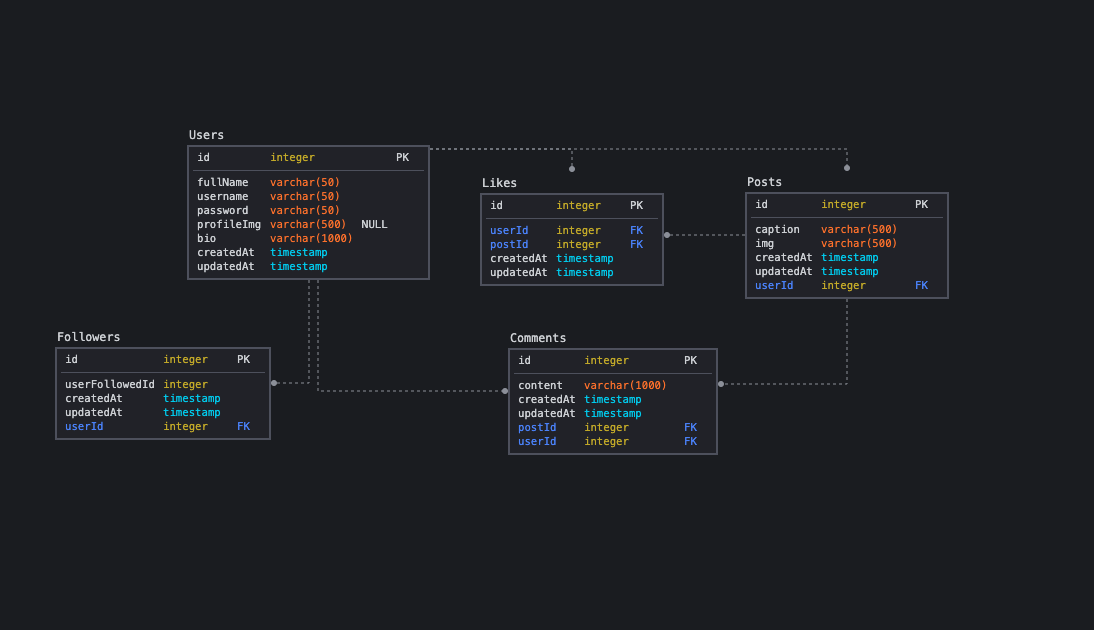 Users
id integer PK
fullName varchar(50)
username varchar(50)
password varchar(50)
profileImg varchar(500) NULL
bio varchar(1000)
createdAt timestamp
updatedAt timestamp
Likes
id integer PK
userId integer FK
postId integer FK
createdAt timestamp
updatedAt timestamp
Posts
id integer PK
caption varchar(500)
img varchar(500)
createdAt timestamp
updatedAt timestamp
userId integer FK
Followers
id integer PK
userFollowedId integer
createdAt timestamp
updatedAt timestamp
userId integer FK
Comments
id integer PK
content varchar(1000)
createdAt timestamp
updatedAt timestamp
postId integer FK
userId integer FK